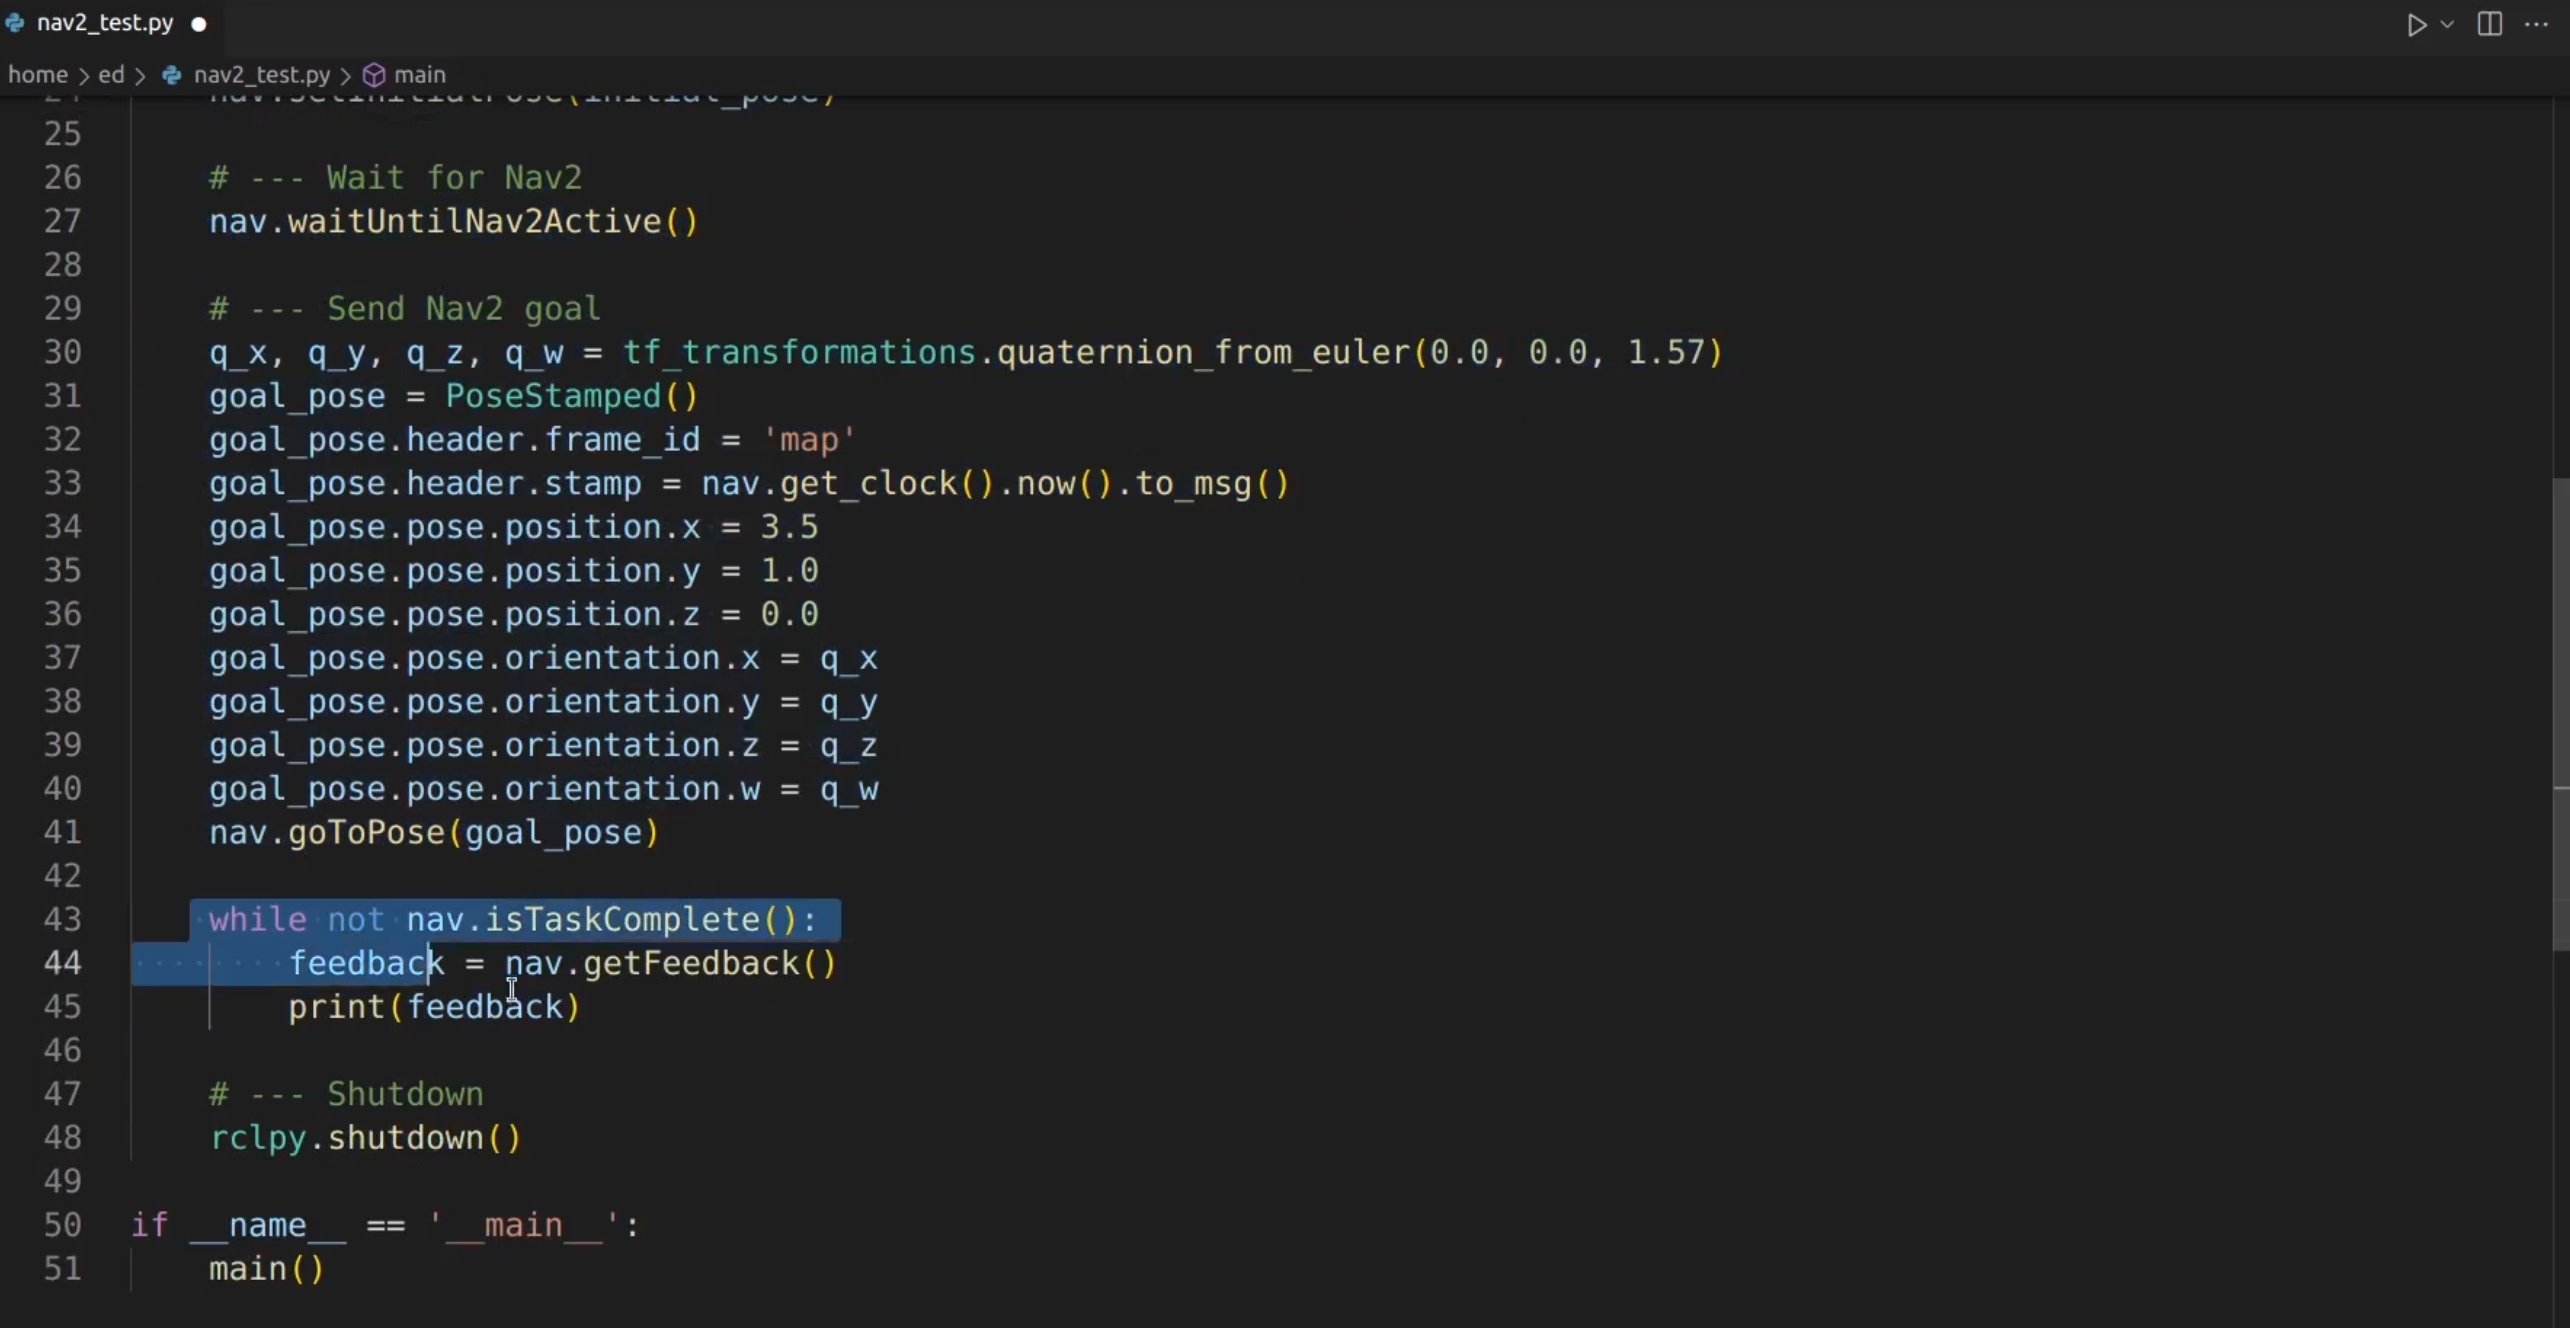 nav2_test.py
home > ed > nav2_test.py > main
24 nav.setInitialPose(initial_pose)
25
26 # --- Wait for Nav2
27 nav.waitUntilNav2Active()
28
29 # --- Send Nav2 goal
30 q_x, q_y, q_z, q_w = tf_transformations.quaternion_from_euler(0.0, 0.0, 1.57)
31 goal_pose = PoseStamped()
32 goal_pose.header.frame_id = 'map'
33 goal_pose.header.stamp = nav.get_clock().now().to_msg()
34 goal_pose.pose.position.x = 3.5
35 goal_pose.pose.position.y = 1.0
36 goal_pose.pose.position.z = 0.0
37 goal_pose.pose.orientation.x = q_x
38 goal_pose.pose.orientation.y = q_y
39 goal_pose.pose.orientation.z = q_z
40 goal_pose.pose.orientation.w = q_w
41 nav.goToPose(goal_pose)
42
43 while not nav.isTaskComplete():
44 feedback = nav.getFeedback()
45 print(feedback)
46
47 # --- Shutdown
48 rclpy.shutdown()
49
50 if __name__ == '__main__':
51 main()